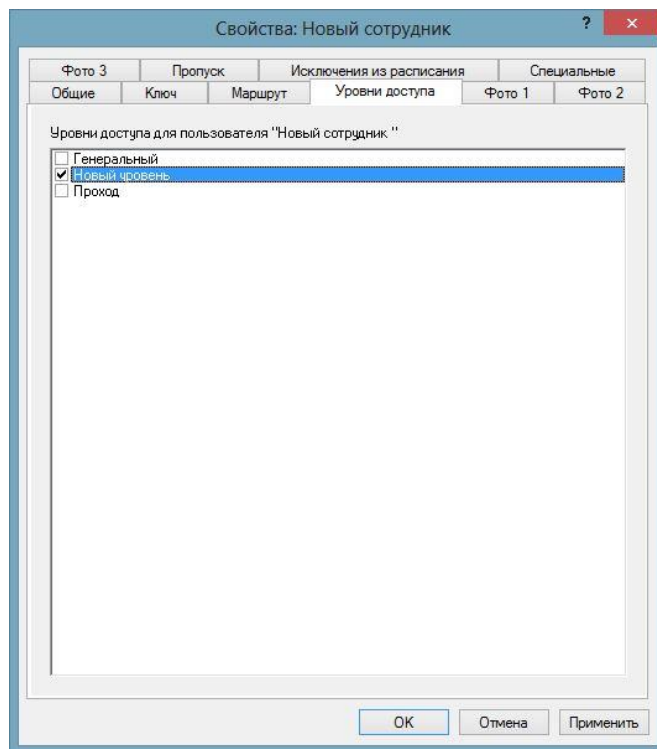 Свойства: Новый сотрудник ? ×
Фото 3 Пропуск Исключения из расписания Специальные
Общие Ключ Маршрут Уровни доступа Фото 1 Фото 2
Уровни доступа для пользователя "Новый сотрудник "
Генеральный
Новый уровень
Проход
OK Отмена Применить